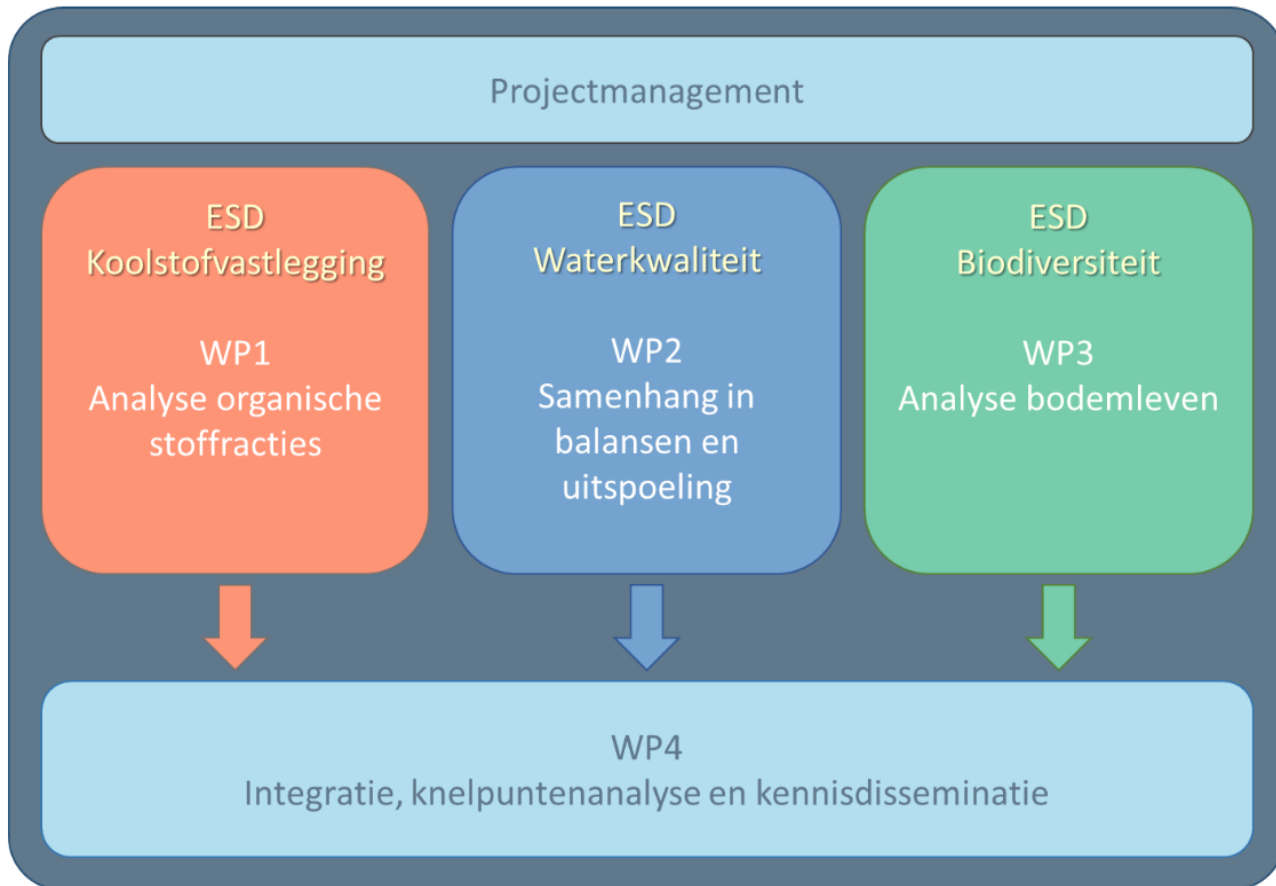 Projectmanagement
ESD
Koolstofvastlegging
WP1
Analyse organische
stoffracties
ESD
Waterkwaliteit
WP2
Samenhang in
balansen en
uitspoeling
ESD
Biodiversiteit
WP3
Analyse bodemleven
WP4
Integratie, knelpuntenanalyse en kennisdisseminatie